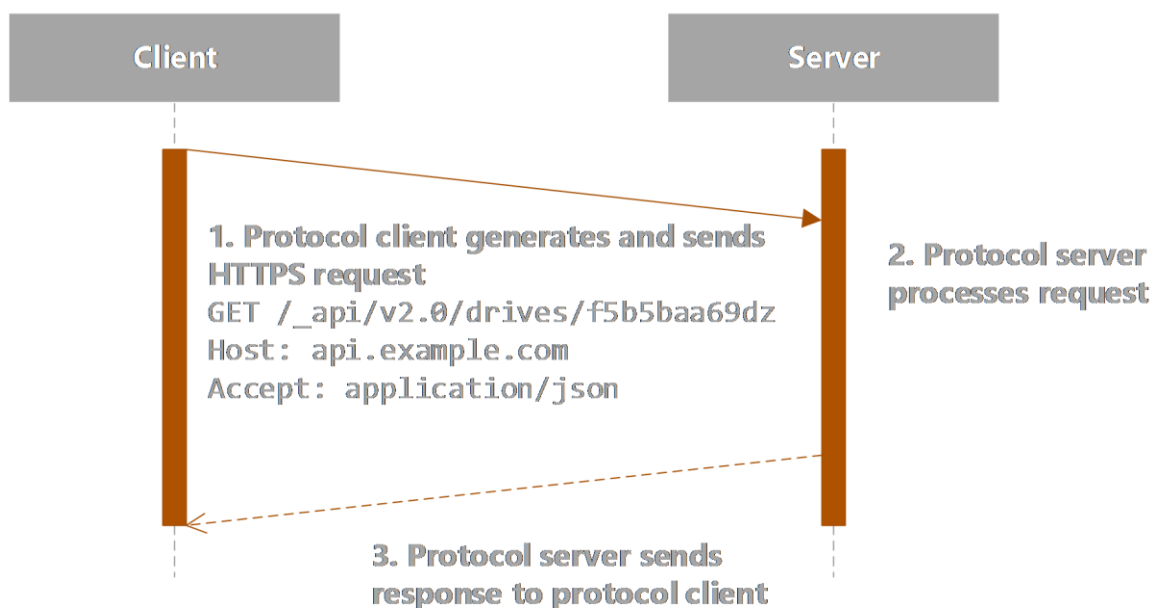 Client
Server
1. Protocol client generates and sends
HTTPS request
GET /_api/v2.0/drives/f5b5baa69dz
Host: api.example.com
Accept: application/json
2. Protocol server
processes request
3. Protocol server sends
response to protocol client